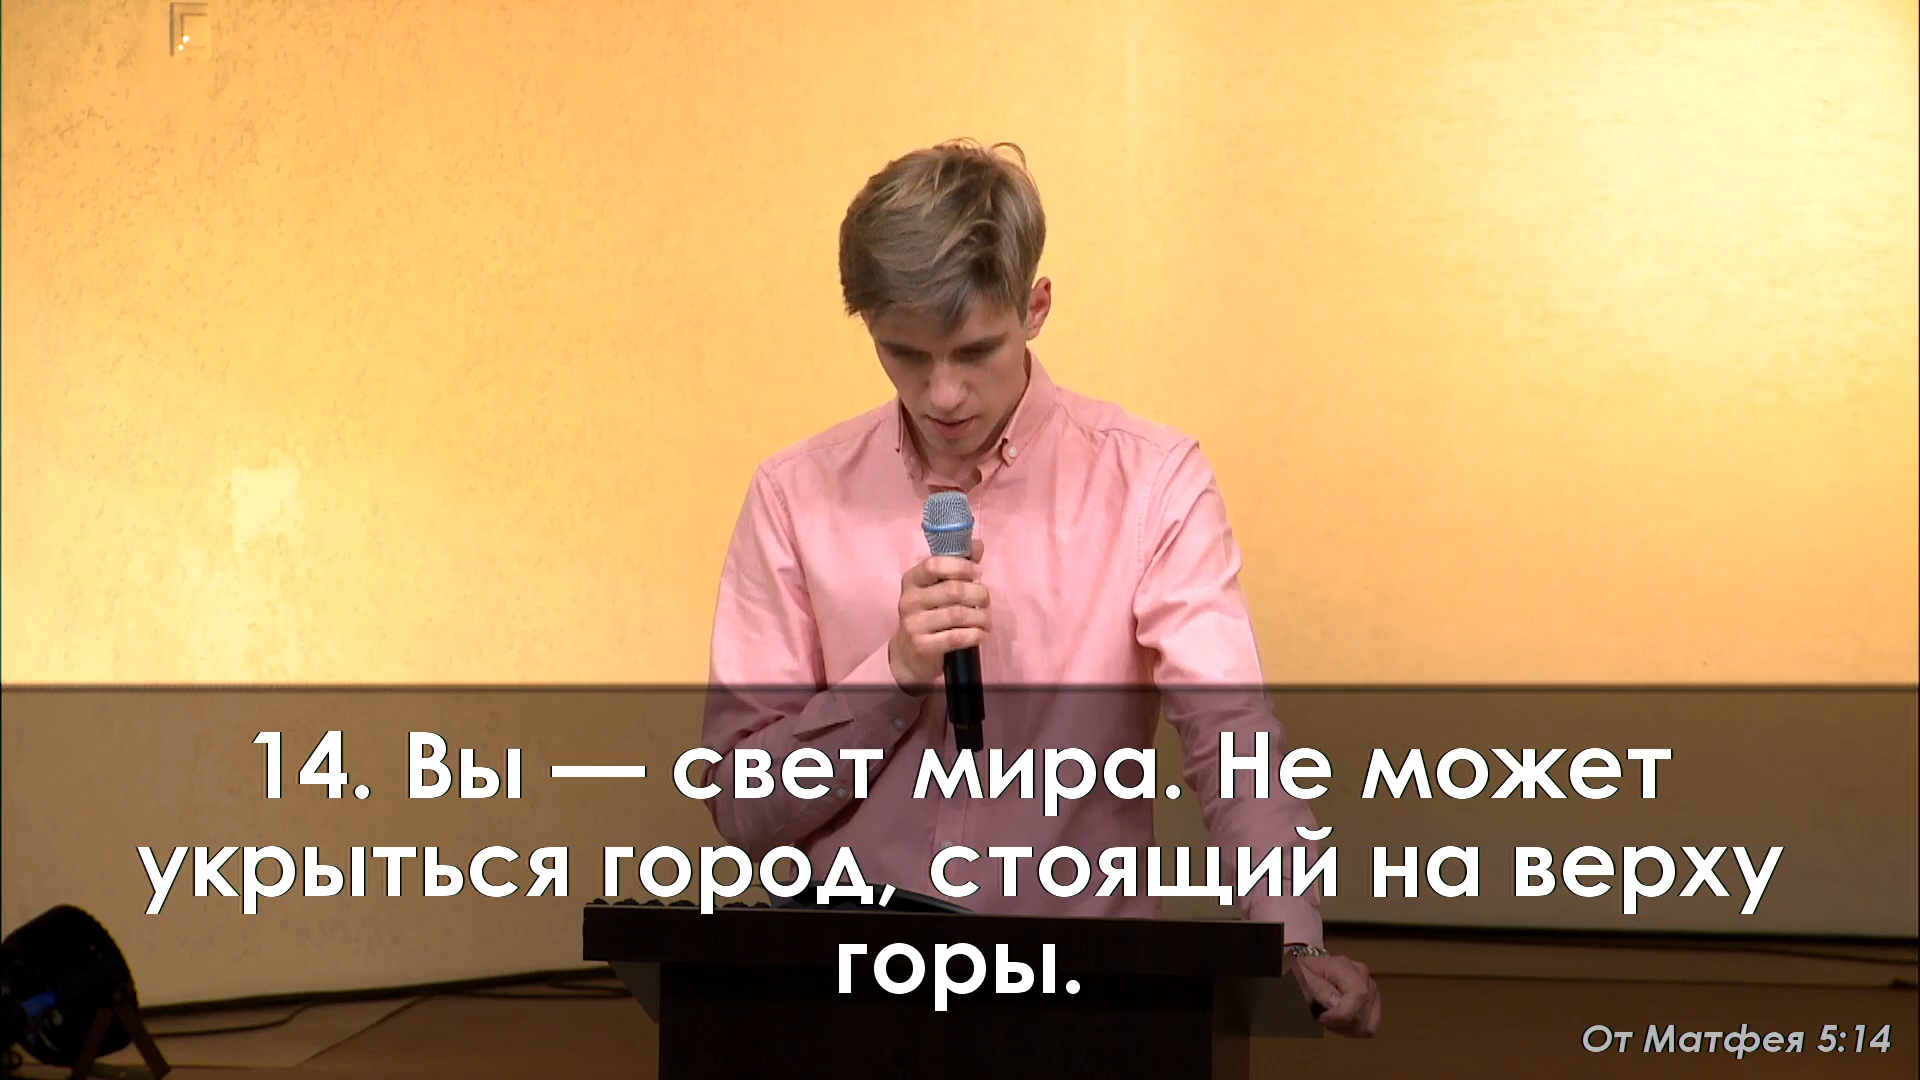 14. Вы — свет мира. Не может
укрыться город, стоящий на верху
горы.
От Матфея 5:14